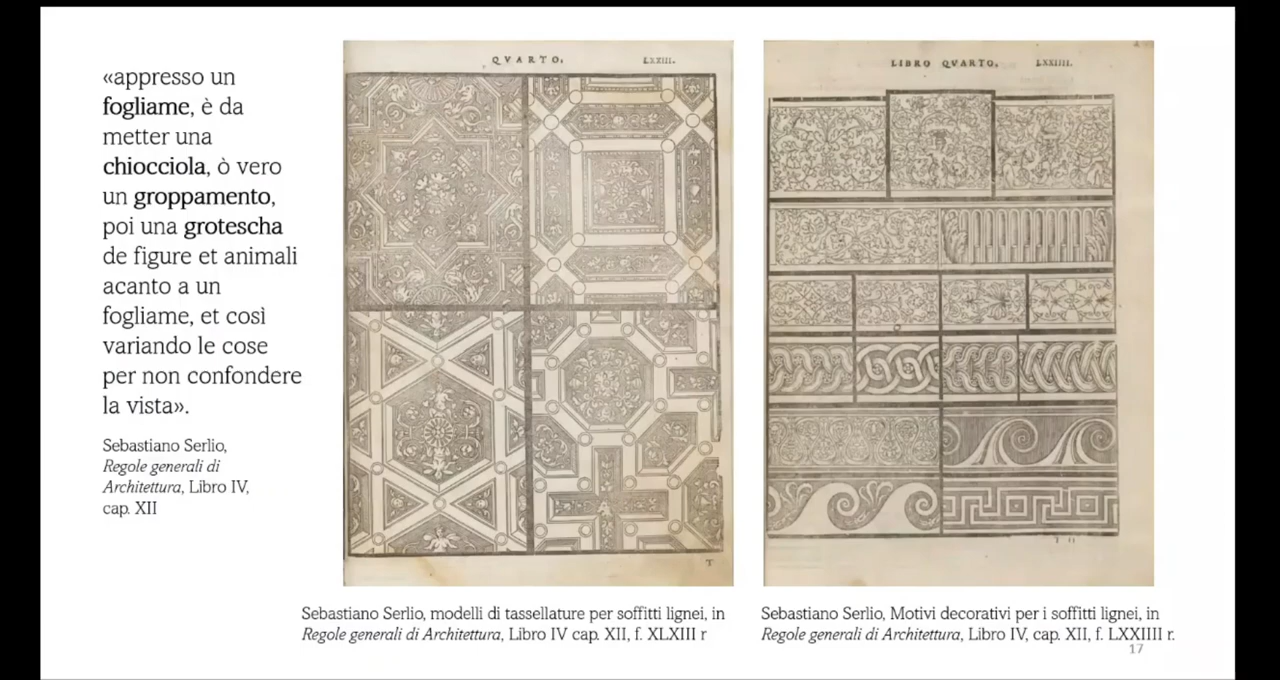 «appresso un
fogliame, è da
metter una
chiocciola, ò vero
un groppamento,
poi una grotescha
de figure et animali
acanto a un
fogliame, et così
variando le cose
per non confondere
la vista».
Sebastiano Serlio,
Regole generali di
Architettura, Libro IV,
cap. XII
QVARTO.
LXXIII.
T
Sebastiano Serlio, modelli di tassellature per soffitti lignei, in
Regole generali di Architettura, Libro IV cap. XII, f. XLXIII r
LIBRO QVARTO.
LXXIIII.
T II
Sebastiano Serlio, Motivi decorativi per i soffitti lignei, in
Regole generali di Architettura, Libro IV, cap. XII, f. LXXIIII r.
17